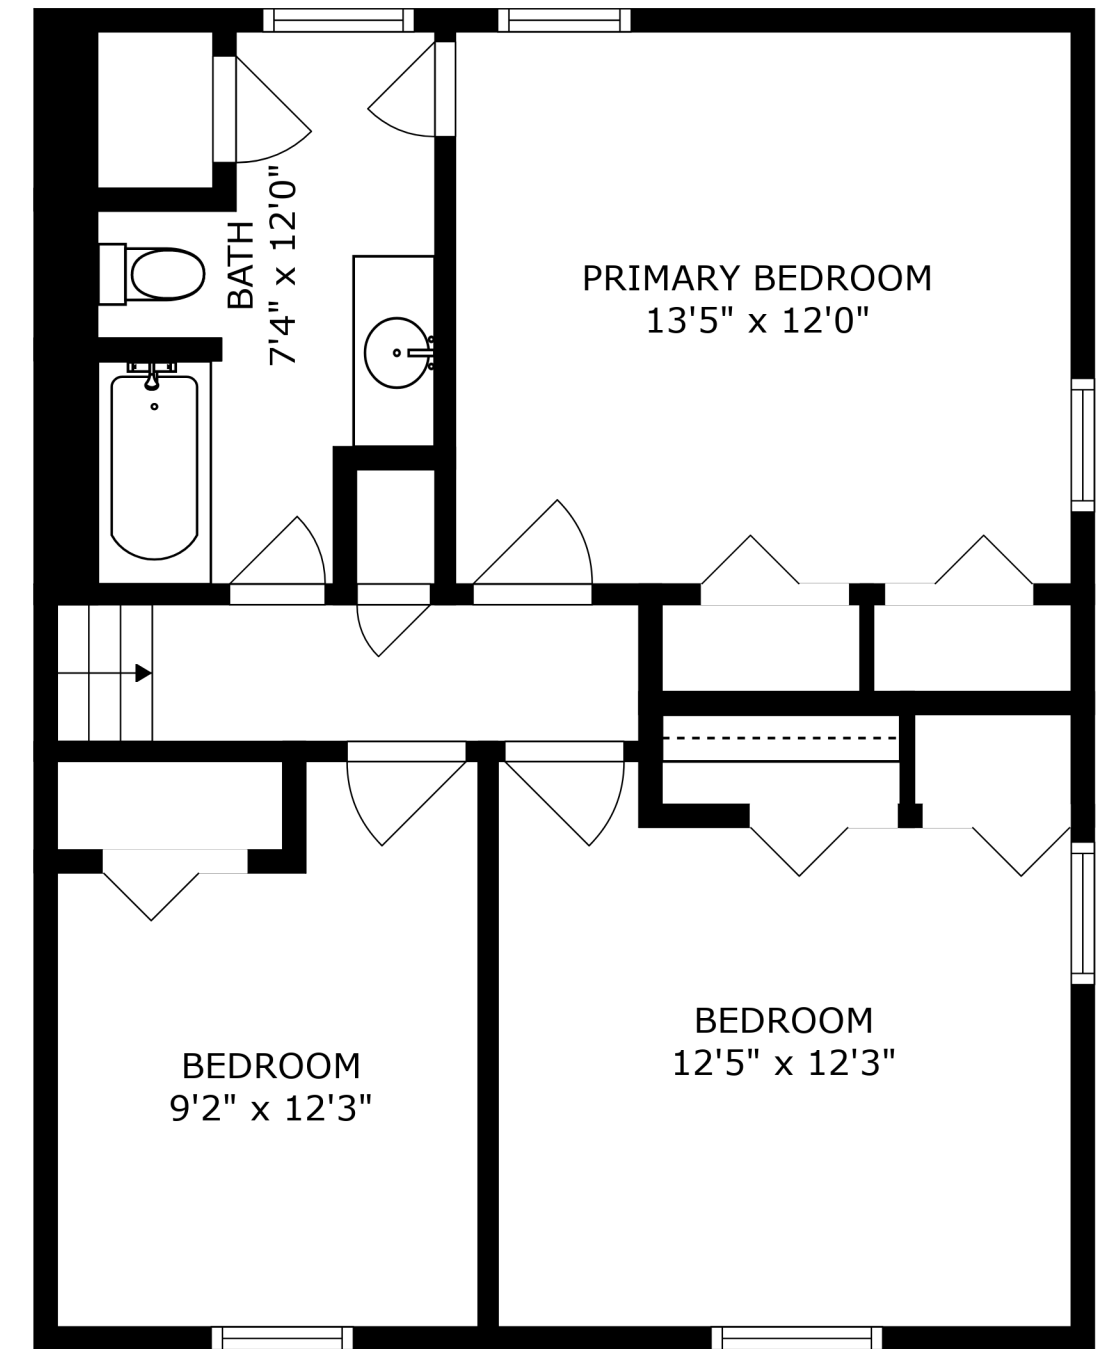 BATH
7'4" x 12'0"
PRIMARY BEDROOM
13'5" x 12'0"
BEDROOM
9'2" x 12'3"
BEDROOM
12'5" x 12'3"